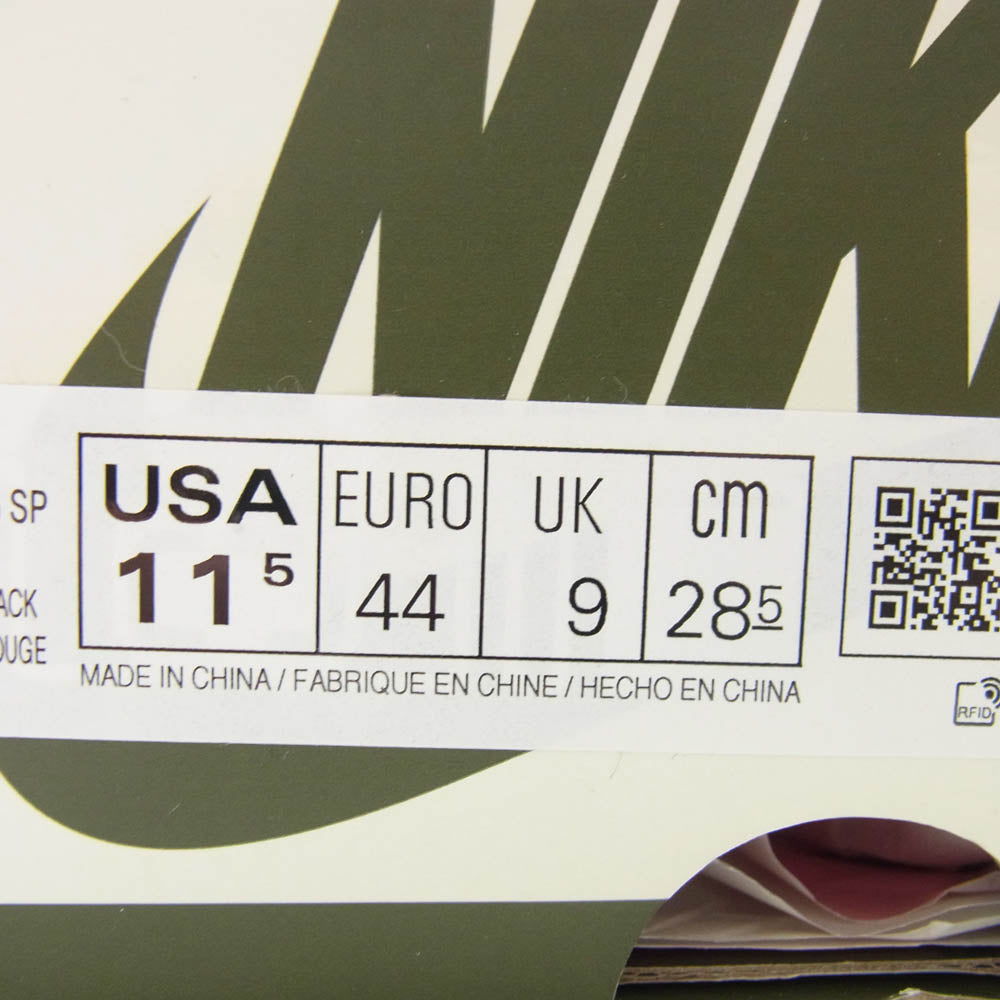 NIK
SP
USA EURO UK cm
11 5 44 9 28 5
ACK
OUGE
MADE IN CHINA / FABRIQUE EN CHINE / HECHO EN CHINA
RFID